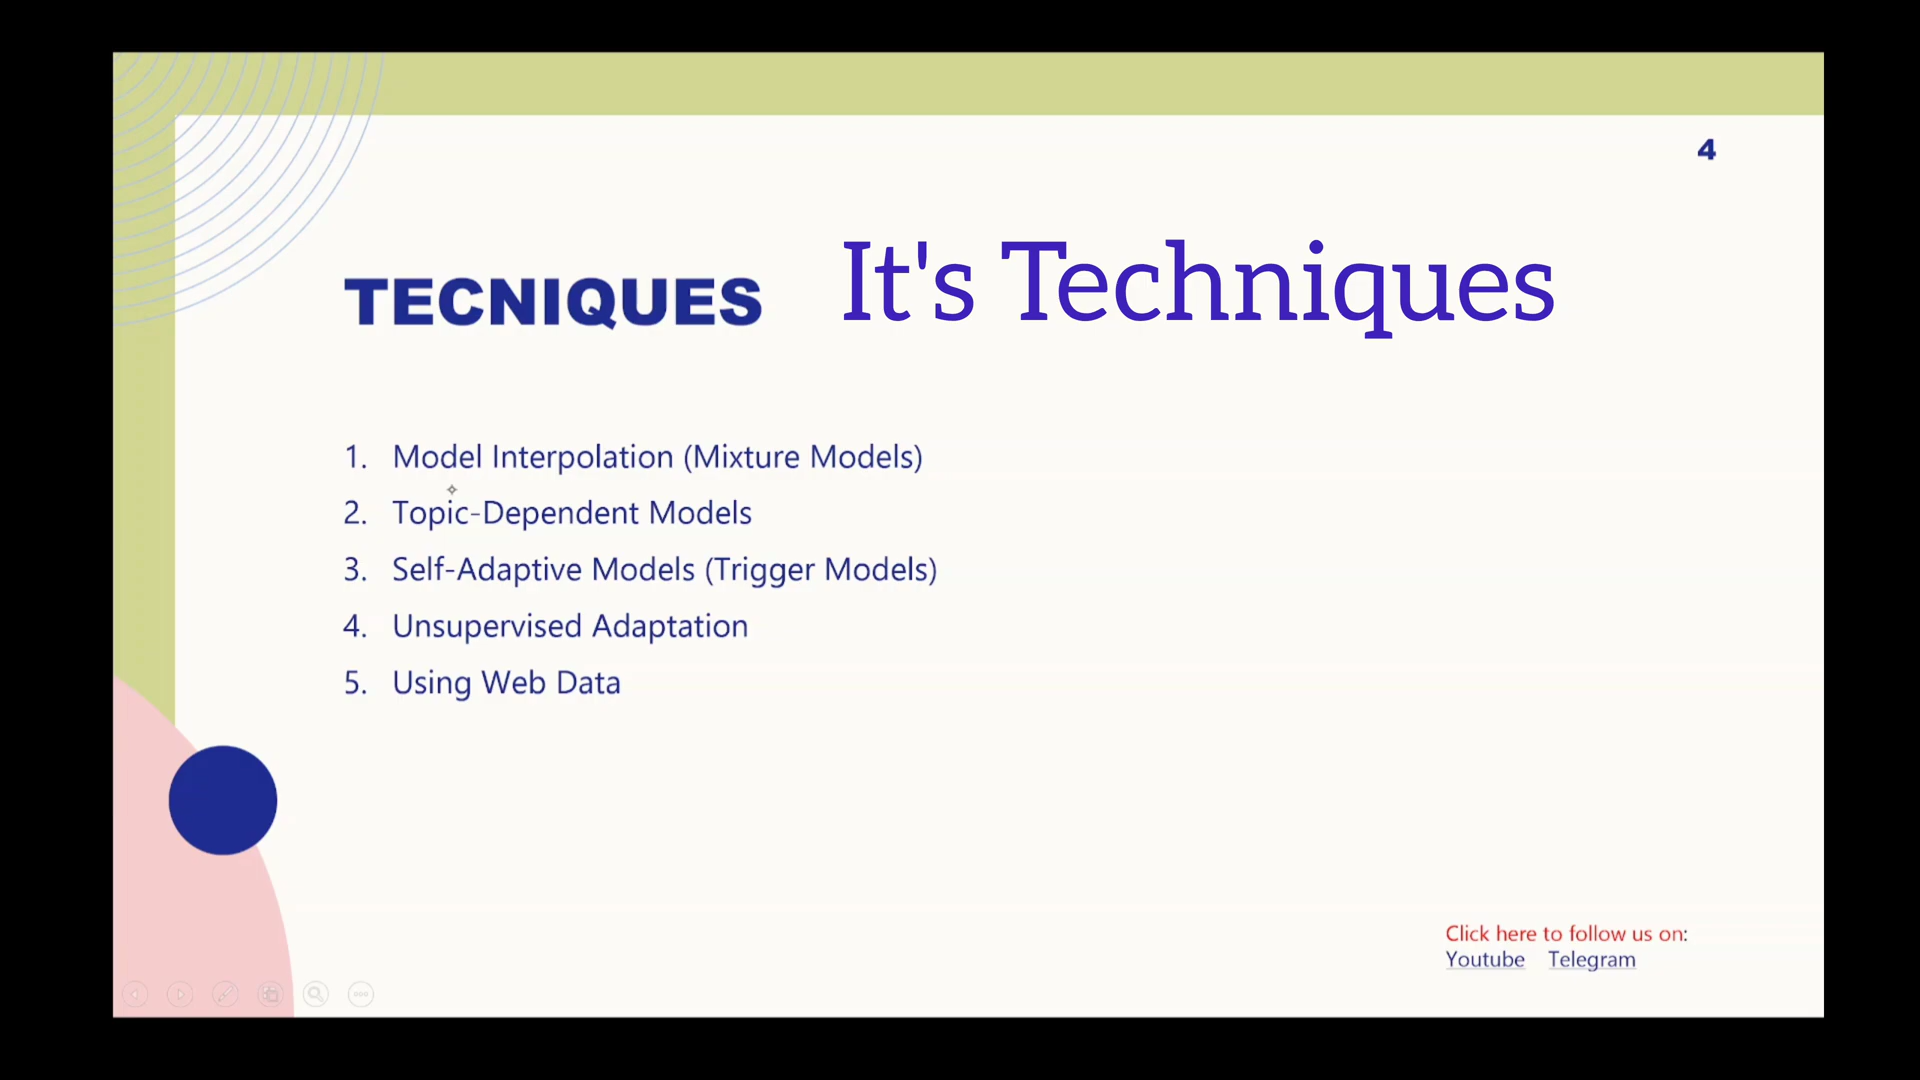 4
TECNIQUES It's Techniques
1. Model Interpolation (Mixture Models)
2. Topic-Dependent Models
3. Self-Adaptive Models (Trigger Models)
4. Unsupervised Adaptation
5. Using Web Data
Click here to follow us on:
Youtube Telegram